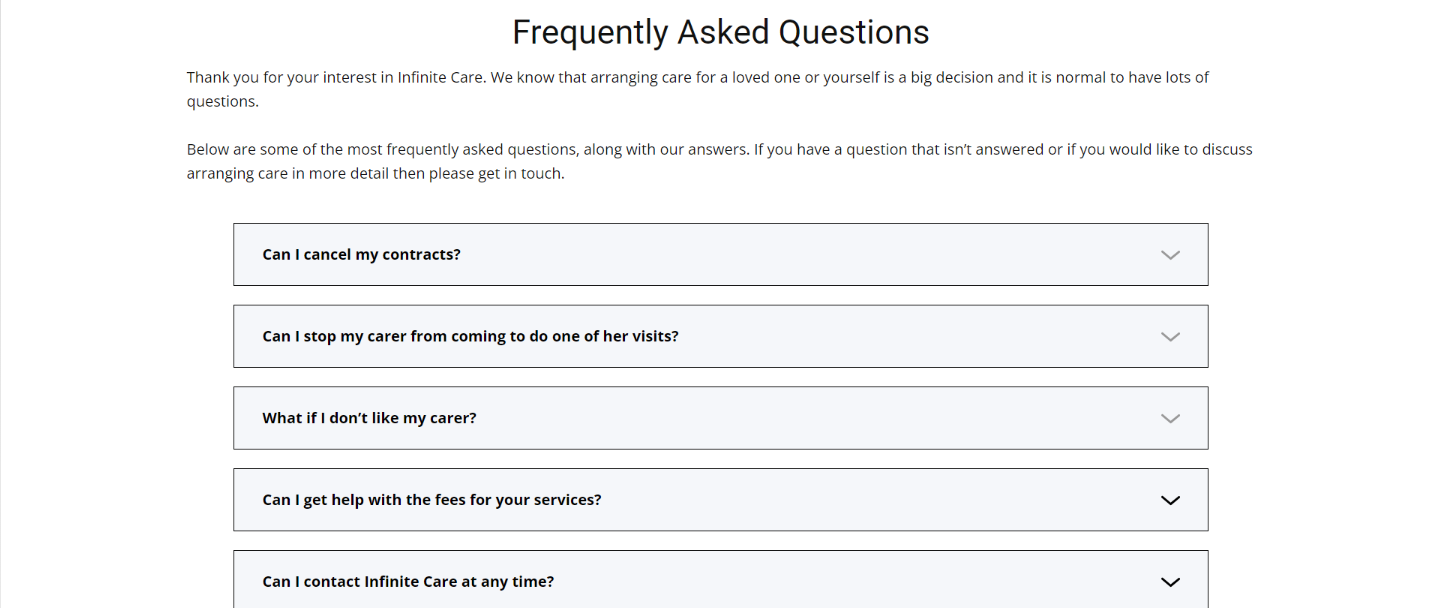 Frequently Asked Questions
Thank you for your interest in Infinite Care. We know that arranging care for a loved one or yourself is a big decision and it is normal to have lots of
questions.
Below are some of the most frequently asked questions, along with our answers. If you have a question that isn’t answered or if you would like to discuss
arranging care in more detail then please get in touch.
Can I cancel my contracts?
Can I stop my carer from coming to do one of her visits?
What if I don’t like my carer?
Can I get help with the fees for your services?
Can I contact Infinite Care at any time?